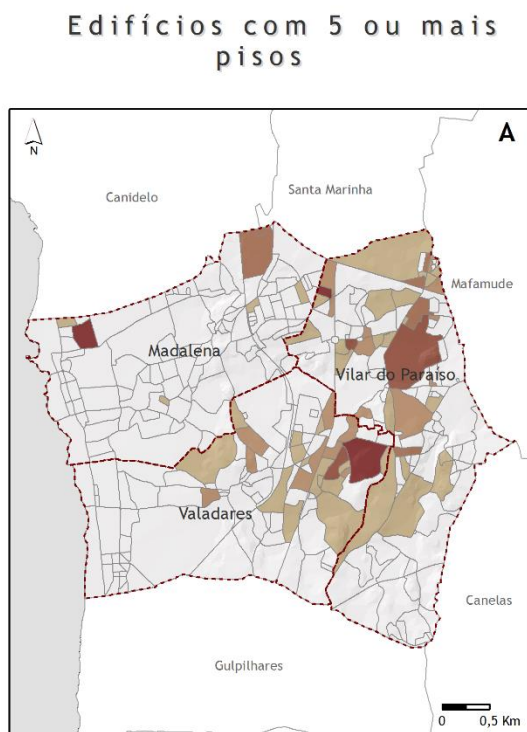 Edifícios com 5 ou mais
pisos
A
N
Canidelo
Santa Marinha
Mafamude
Madalena
Vilar do Paraíso
Valadares
Canelas
Gulpilhares
0 0,5 Km